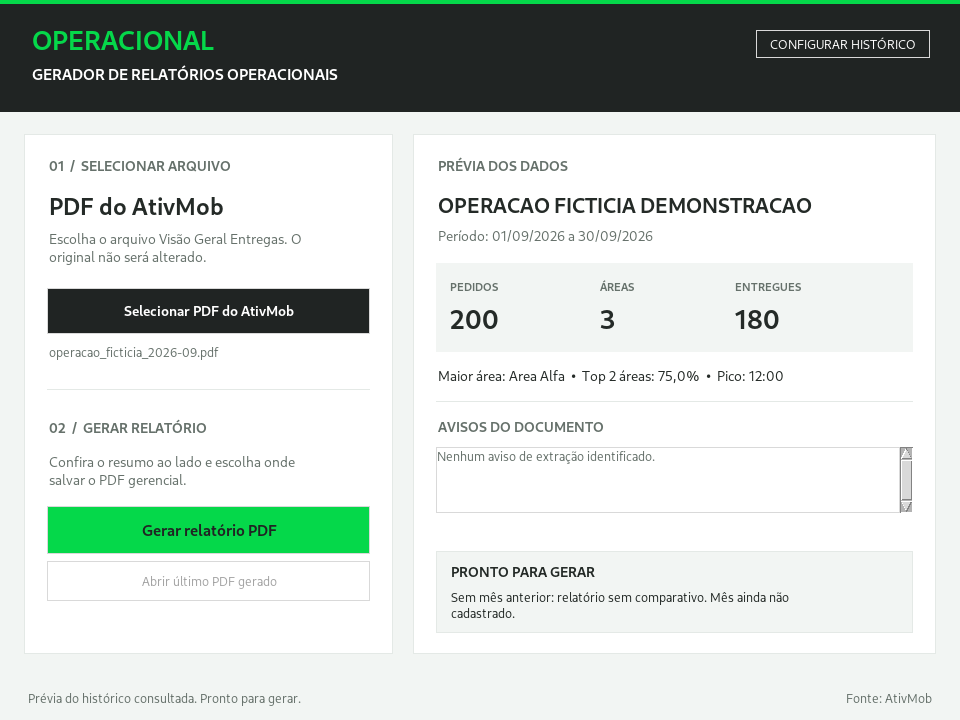 OPERACIONAL
GERADOR DE RELATÓRIOS OPERACIONAIS
CONFIGURAR HISTÓRICO
01 / SELECIONAR ARQUIVO
PDF do AtivMob
Escolha o arquivo Visão Geral Entregas. O
original não será alterado.
Selecionar PDF do AtivMob
operacao_ficticia_2026-09.pdf
02 / GERAR RELATÓRIO
Confira o resumo ao lado e escolha onde
salvar o PDF gerencial.
Gerar relatório PDF
Abrir último PDF gerado
PRÉVIA DOS DADOS
OPERACAO FICTICIA DEMONSTRACAO
Período: 01/09/2026 a 30/09/2026
PEDIDOS ÁREAS ENTREGUES
200 3 180
Maior área: Area Alfa • Top 2 áreas: 75,0% • Pico: 12:00
AVISOS DO DOCUMENTO
Nenhum aviso de extração identificado.
PRONTO PARA GERAR
Sem mês anterior: relatório sem comparativo. Mês ainda não
cadastrado.
Prévia do histórico consultada. Pronto para gerar.
Fonte: AtivMob